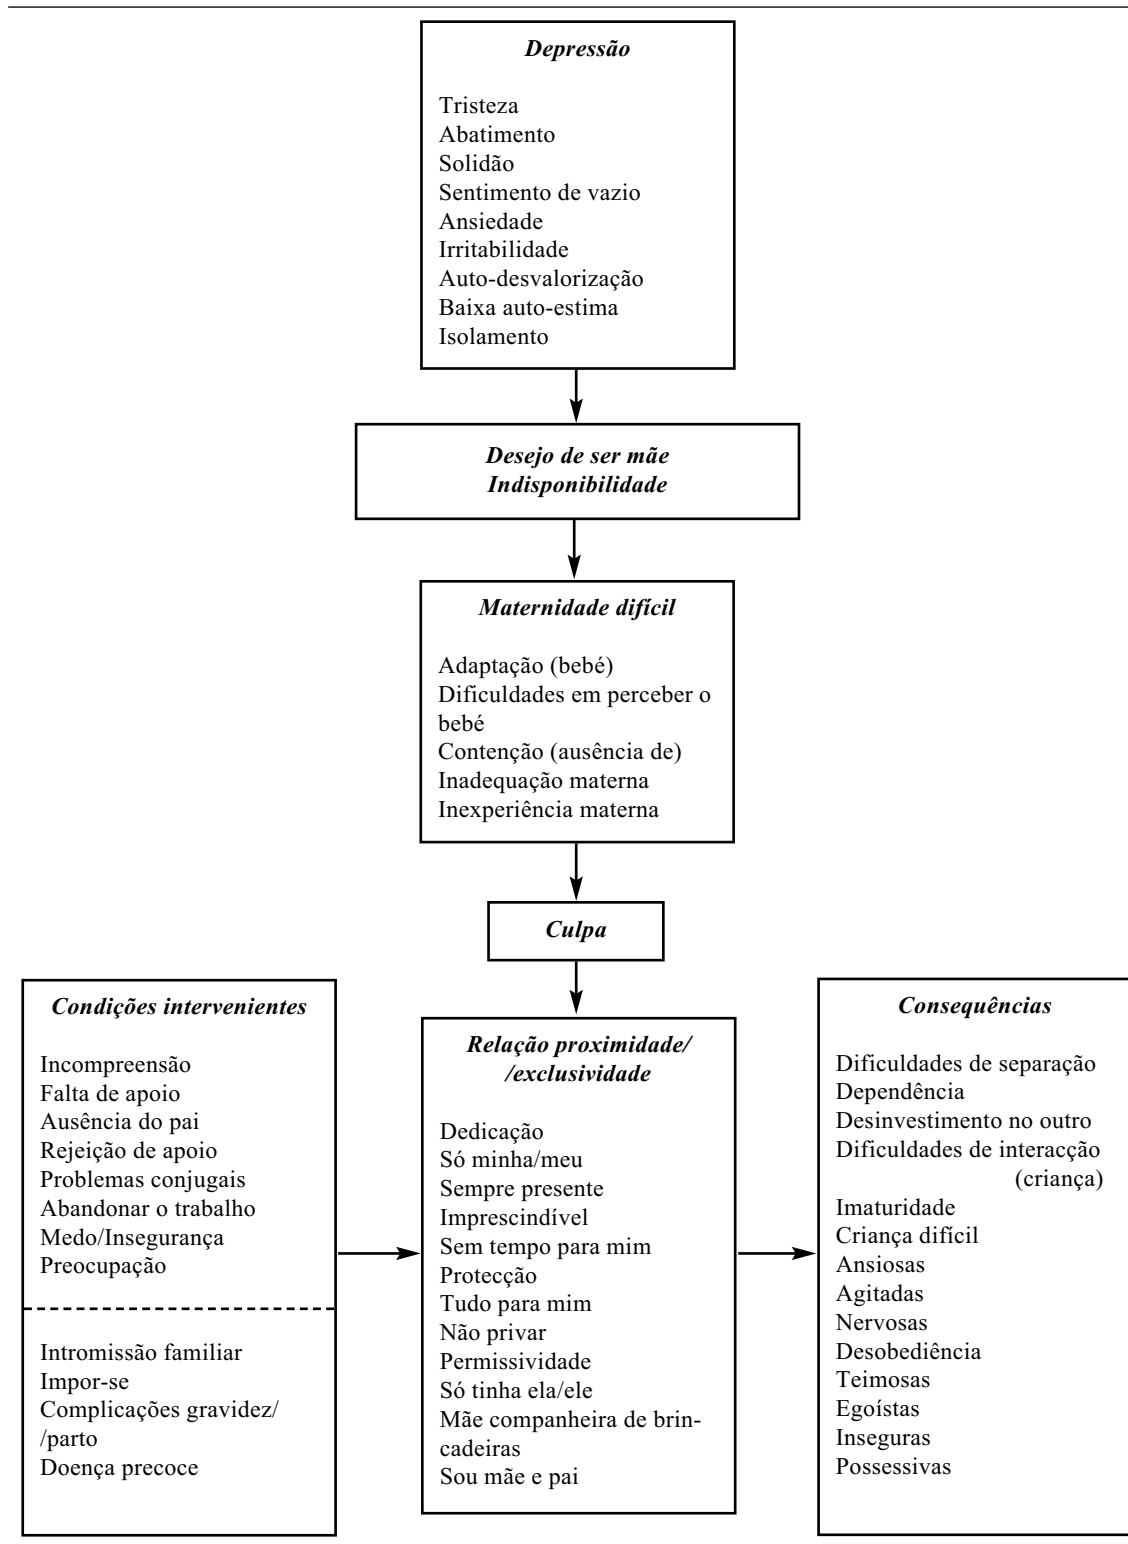 Depressão
Tristeza
Abatimento
Solidão
Sentimento de vazio
Ansiedade
Irritabilidade
Auto-desvalorização
Baixa auto-estima
Isolamento
Desejo de ser mãe
Indisponibilidade
Maternidade difícil
Adaptação (bebé)
Dificuldades em perceber o
bebé
Contenção (ausência de)
Inadequação materna
Inexperiência materna
Culpa
Condições intervenientes
Incompreensão
Falta de apoio
Ausência do pai
Rejeição de apoio
Problemas conjugais
Abandonar o trabalho
Medo/Insegurança
Preocupação
Intromissão familiar
Impor-se
Complicações gravidez/
/parto
Doença precoce
Relação proximidade/
/exclusividade
Dedicação
Só minha/meu
Sempre presente
Imprescindível
Sem tempo para mim
Protecção
Tudo para mim
Não privar
Permissividade
Só tinha ela/ele
Mãe companheira de brin-
cadeiras
Sou mãe e pai
Consequências
Dificuldades de separação
Dependência
Desinvestimento no outro
Dificuldades de interacção
(criança)
Imaturidade
Criança difícil
Ansiosas
Agitadas
Nervosas
Desobediência
Teimosas
Egoístas
Inseguras
Possessivas